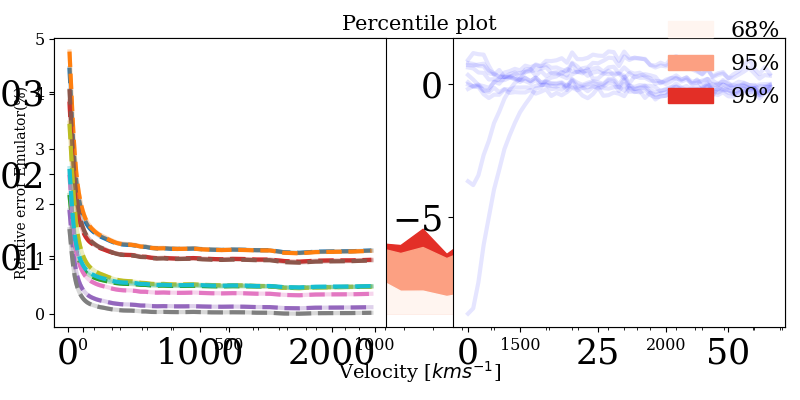 Percentile plot
68%
95%
99%
Relative error Emulator(%)
5
4
3
2
1
0
03
02
01
0
−5
0 1000 2000
0 500 1000 1500 2000
0 25 50
Velocity [kms⁻¹]